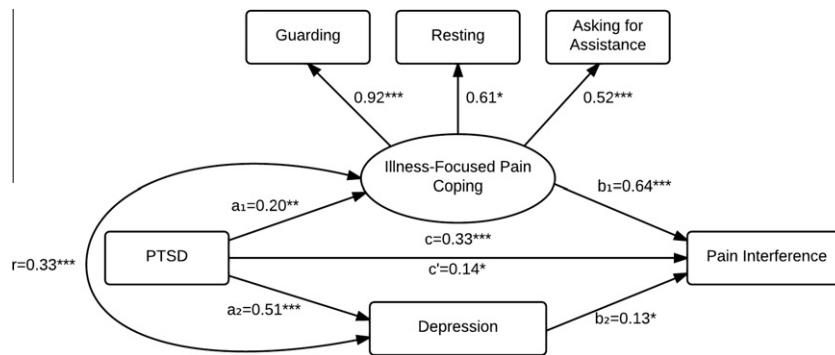 Guarding
Resting
Asking for
Assistance
0.92***
0.61*
0.52***
Illness-Focused Pain
Coping
a₁=0.20**
b₁=0.64***
c=0.33***
PTSD
Pain Interference
r=0.33***
c'=0.14*
a₂=0.51***
b₂=0.13*
Depression